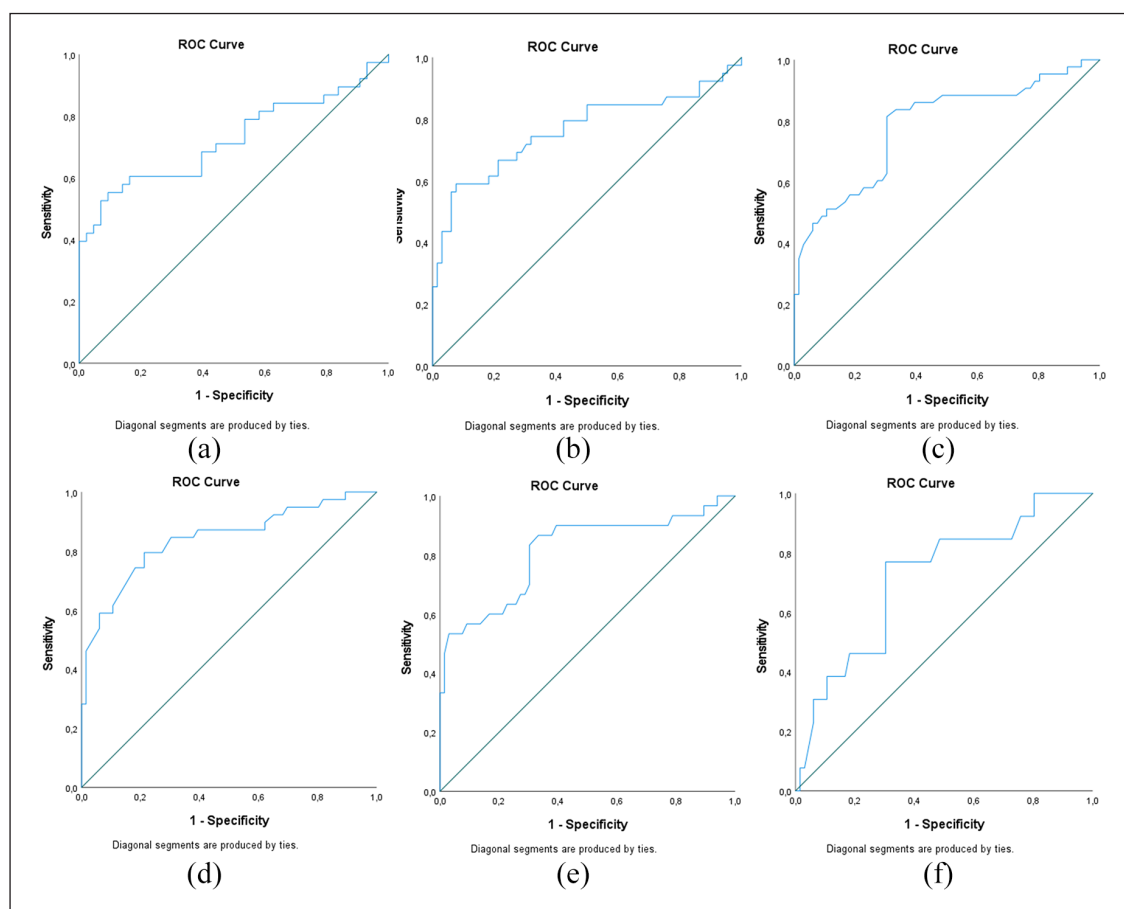 ROC Curve
1,0
0,8
0,6
0,4
0,2
0,0
Sensitivity
0,0 0,2 0,4 0,6 0,8 1,0
1 - Specificity
Diagonal segments are produced by ties.
(a)
ROC Curve
1,0
0,8
0,6
0,4
0,2
0,0
Sensitivity
0,0 0,2 0,4 0,6 0,8 1,0
1 - Specificity
Diagonal segments are produced by ties.
(b)
ROC Curve
1,0
0,8
0,6
0,4
0,2
0,0
Sensitivity
0,0 0,2 0,4 0,6 0,8 1,0
1 - Specificity
Diagonal segments are produced by ties.
(c)
ROC Curve
1,0
0,8
0,6
0,4
0,2
0,0
Sensitivity
0,0 0,2 0,4 0,6 0,8 1,0
1 - Specificity
Diagonal segments are produced by ties.
(d)
ROC Curve
1,0
0,8
0,6
0,4
0,2
0,0
Sensitivity
0,0 0,2 0,4 0,6 0,8 1,0
1 - Specificity
Diagonal segments are produced by ties.
(e)
ROC Curve
1,0
0,8
0,6
0,4
0,2
0,0
Sensitivity
0,0 0,2 0,4 0,6 0,8 1,0
1 - Specificity
Diagonal segments are produced by ties.
(f)